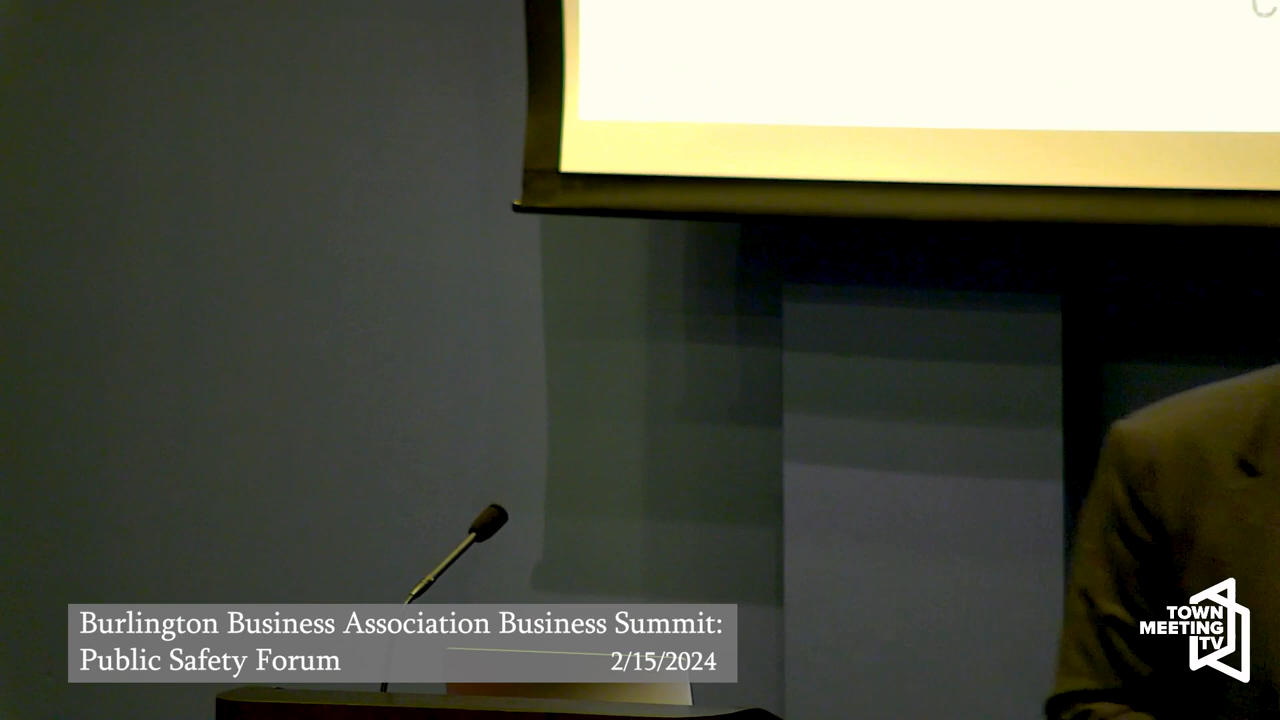 Burlington Business Association Business Summit:
Public Safety Forum 2/15/2024
TOWN
MEETING
TV